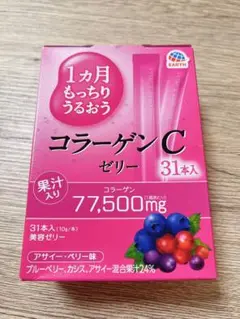 EARTH
1ヵ月
もっちり
うるおう
コラーゲンC
ゼリー
31本入
果汁
入り
コラーゲン
77,500mg
31本入(10g/本)
美容ゼリー
アサイー・ベリー味
ブルーベリー、カシス、アサイー混合果汁24%